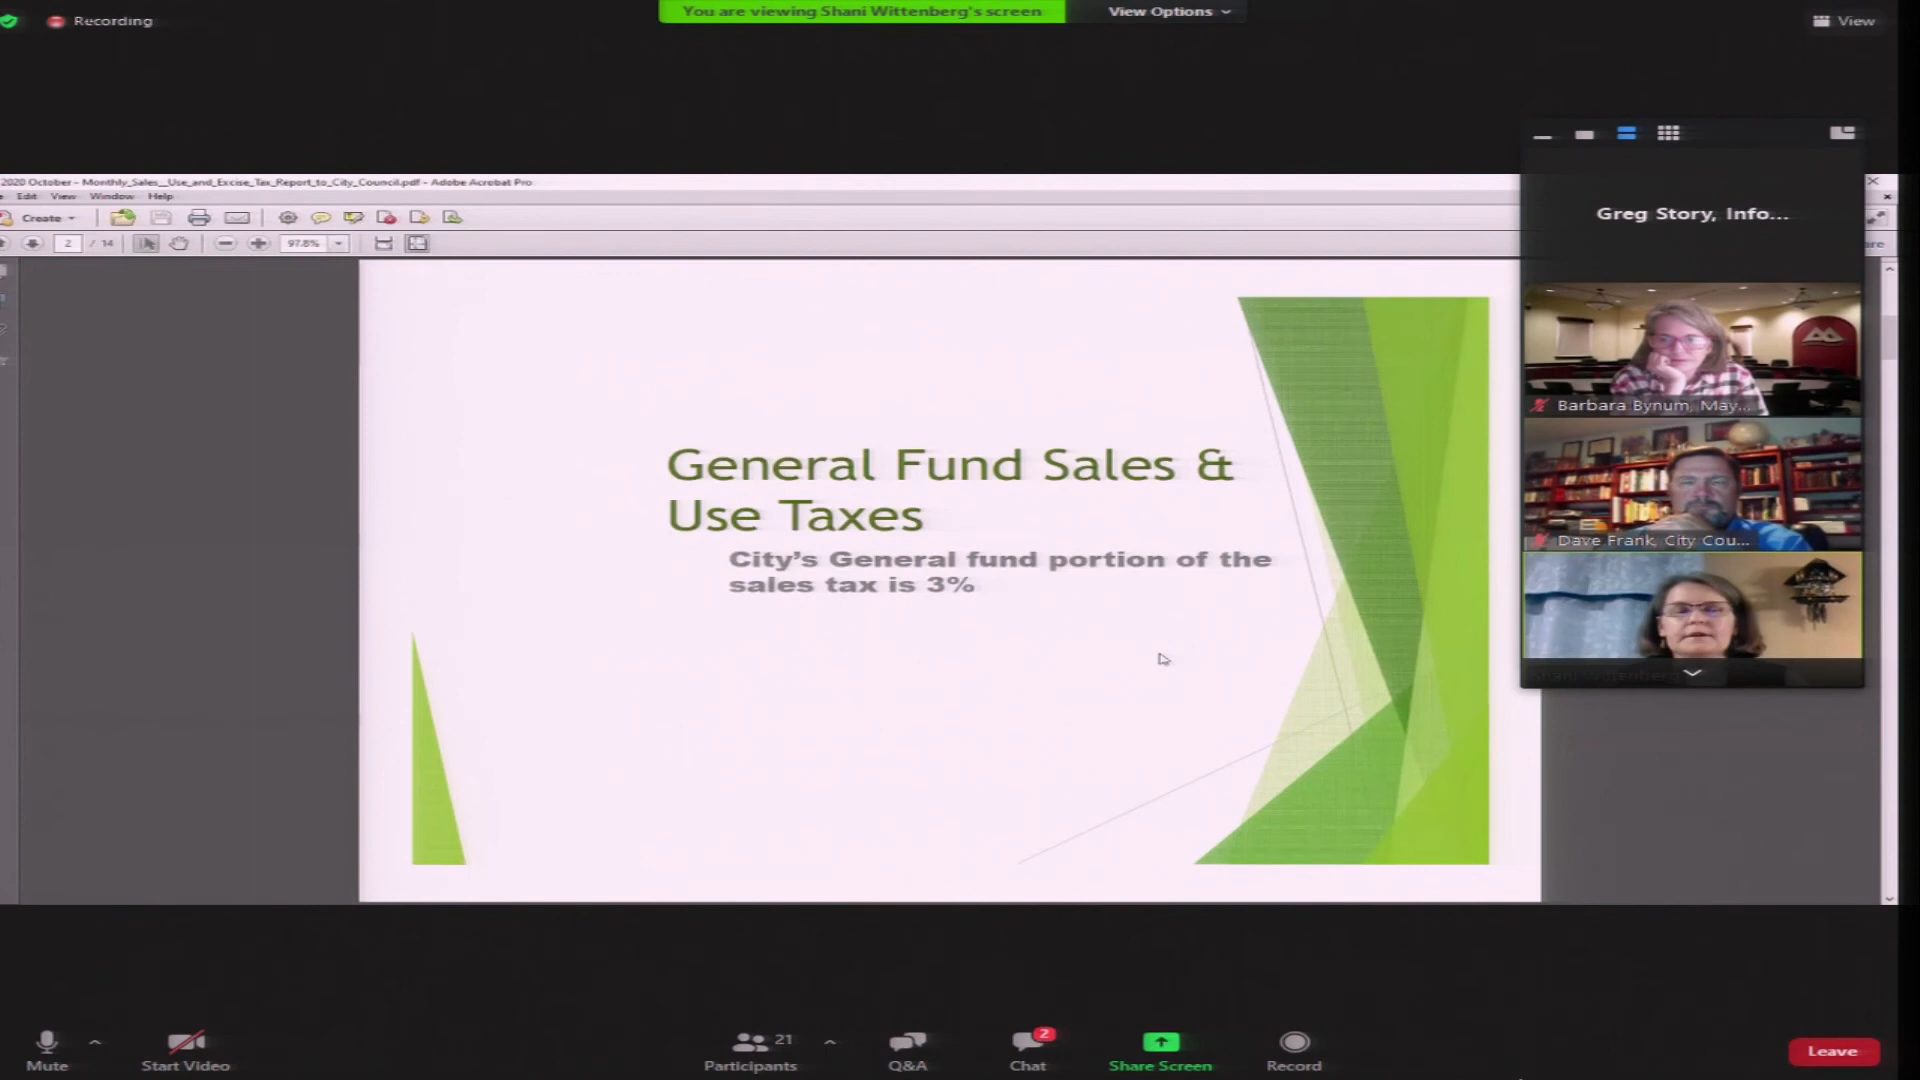 Recording
You are viewing Shani Wittenberg's screen
View Options
View
2020 October - Monthly_Sales__Use_and_Excise_Tax_Report_to_City_Council.pdf - Adobe Acrobat Pro
Edit View Window Help
Create
2 / 14
97.8%
Greg Story, Info...
Barbara Bynum, May...
Dave Frank, City Cou...
Shani Wittenberg
General Fund Sales &
Use Taxes
City's General fund portion of the
sales tax is 3%
Mute
Start Video
21
Participants
Q&A
2
Chat
Share Screen
Record
Leave